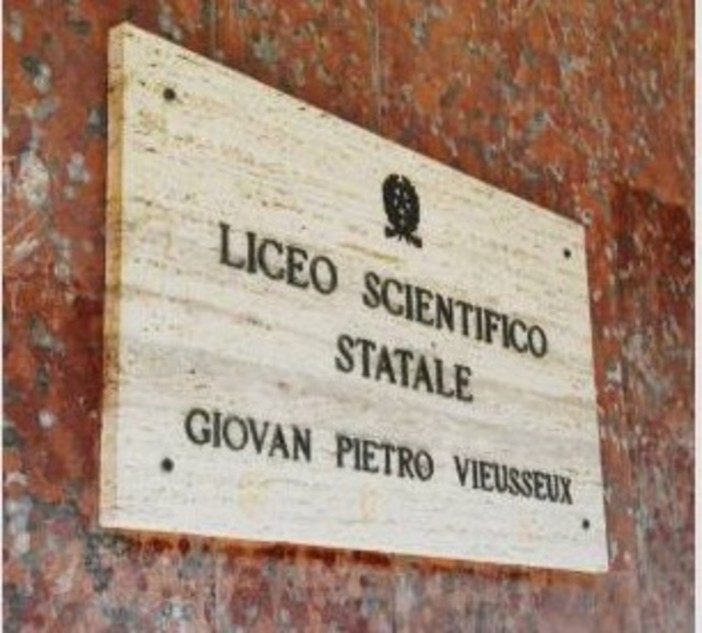 LICEO SCIENTIFICO
STATALE
GIOVAN PIETRO VIEUSSEUX